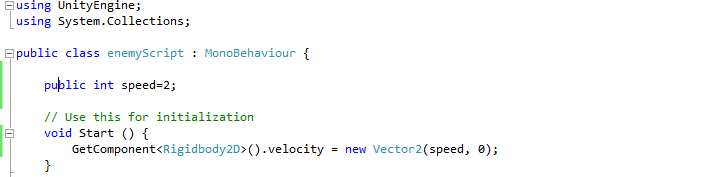 using UnityEngine;
using System.Collections;
public class enemyScript : MonoBehaviour {
public int speed=2;
// Use this for initialization
void Start () {
GetComponent<Rigidbody2D>().velocity = new Vector2(speed, 0);
}